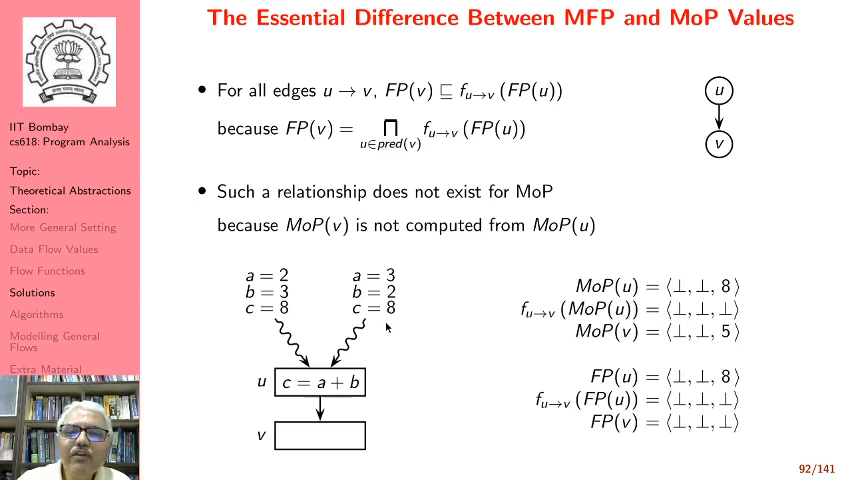 The Essential Difference Between MFP and MoP Values
IIT Bombay
cs618: Program Analysis
Topic:
Theoretical Abstractions
Section:
More General Setting
Data Flow Values
Flow Functions
Solutions
Algorithms
Modelling General
Flows
Extra Material
• For all edges u → v, FP(v) ⊑ f_{u→v} (FP(u))
because FP(v) = ⊓_{u∈pred(v)} f_{u→v} (FP(u))
u
v
• Such a relationship does not exist for MoP
because MoP(v) is not computed from MoP(u)
a = 2
b = 3
c = 8
a = 3
b = 2
c = 8
u
c = a + b
v
MoP(u) = ⟨⊥, ⊥, 8⟩
f_{u→v} (MoP(u)) = ⟨⊥, ⊥, ⊥⟩
MoP(v) = ⟨⊥, ⊥, 5⟩
FP(u) = ⟨⊥, ⊥, 8⟩
f_{u→v} (FP(u)) = ⟨⊥, ⊥, ⊥⟩
FP(v) = ⟨⊥, ⊥, ⊥⟩
92/141